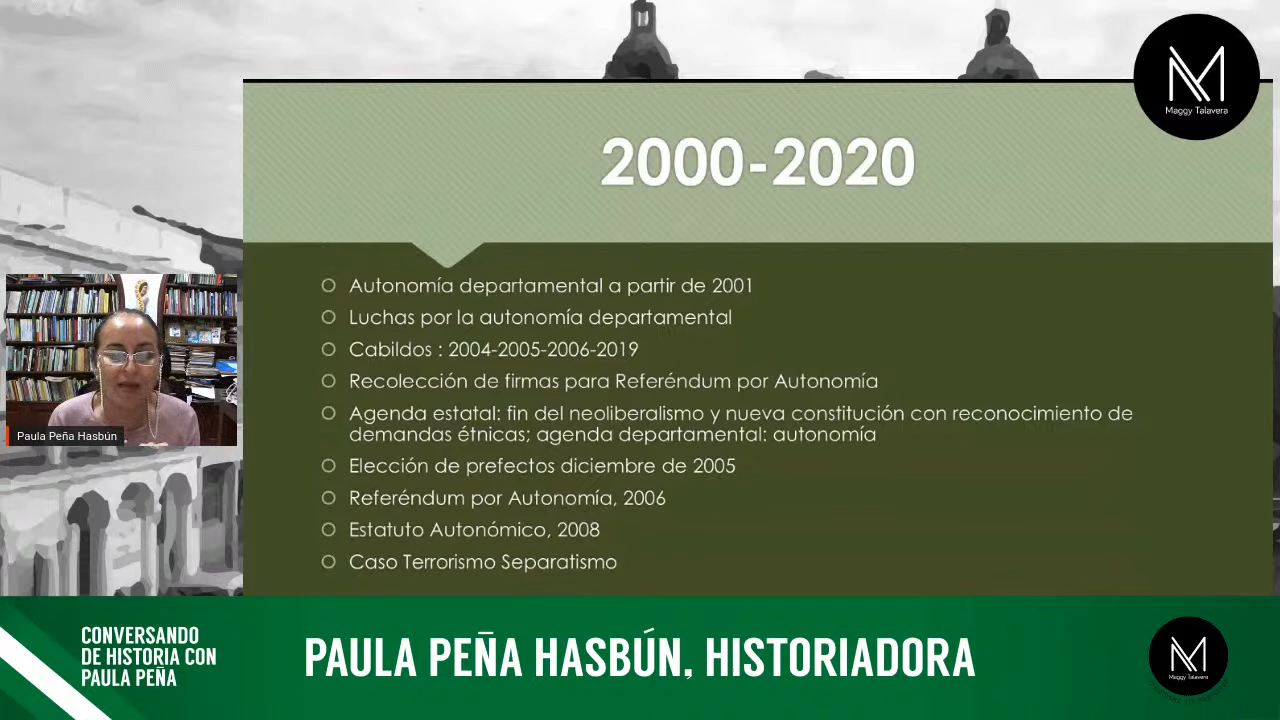 M
Maggy Talavera
2000-2020
Autonomía departamental a partir de 2001
Luchas por la autonomía departamental
Cabildos : 2004-2005-2006-2019
Recolección de firmas para Referéndum por Autonomía
Agenda estatal: fin del neoliberalismo y nueva constitución con reconocimiento de
demandas étnicas; agenda departamental: autonomía
Elección de prefectos diciembre de 2005
Referéndum por Autonomía, 2006
Estatuto Autonómico, 2008
Caso Terrorismo Separatismo
Paula Peña Hasbún
CONVERSANDO
DE HISTORIA CON
PAULA PEÑA
PAULA PEÑA HASBÚN, HISTORIADORA
M
Maggy Talavera